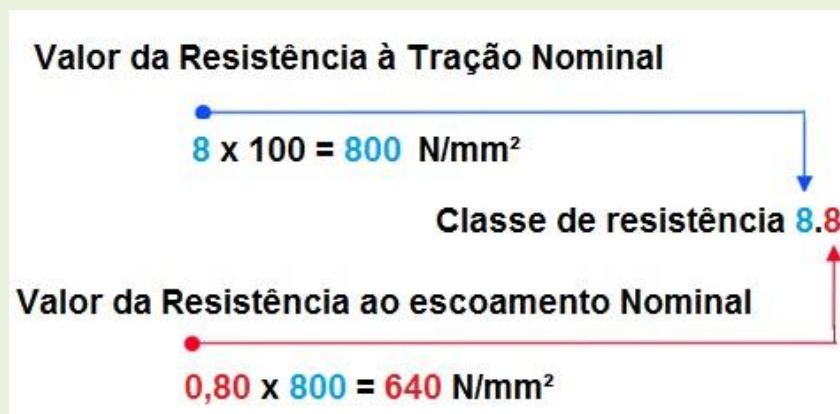 Valor da Resistência à Tração Nominal
8 x 100 = 800 N/mm²
Classe de resistência 8.8
Valor da Resistência ao escoamento Nominal
0,80 x 800 = 640 N/mm²